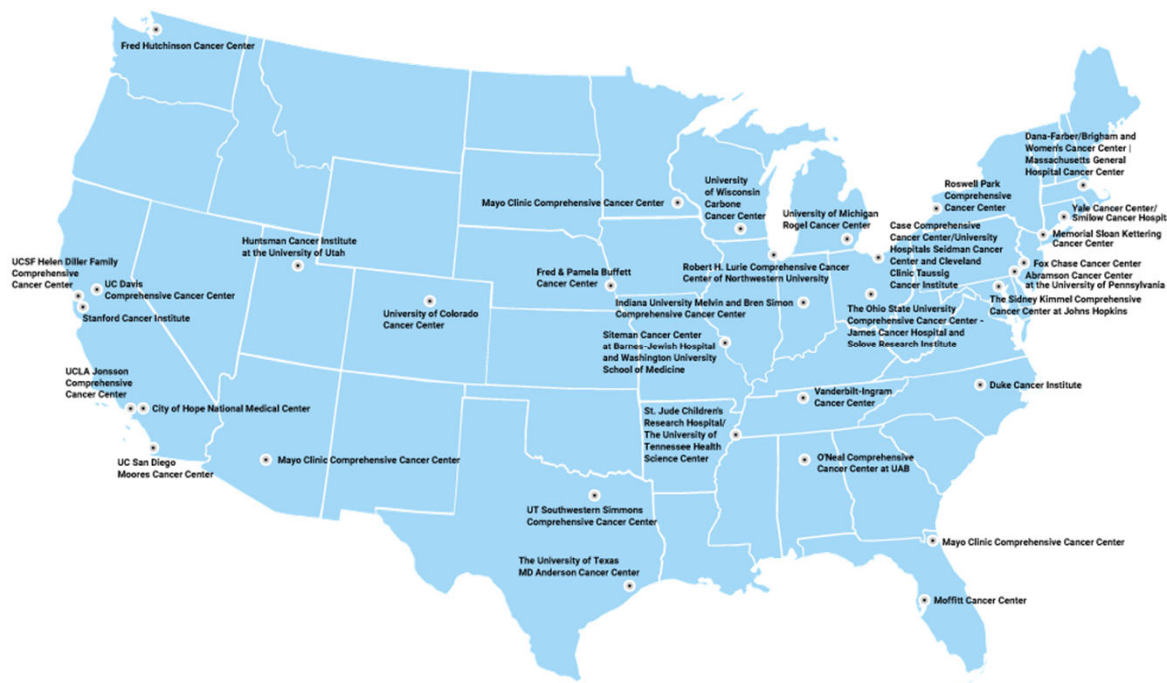 Fred Hutchinson Cancer Center
Dana-Farber/Brigham and
Women's Cancer Center |
Massachusetts General
Hospital Cancer Center
Roswell Park
Comprehensive
Cancer Center
University
of Wisconsin
Carbone
Cancer Center
Mayo Clinic Comprehensive Cancer Center
University of Michigan
Rogel Cancer Center
Yale Cancer Center/
Smilow Cancer Hospit
Memorial Sloan Kettering
Cancer Center
Case Comprehensive
Cancer Center/University
Hospitals Seidman Cancer
Center and Cleveland
Clinic Taussig
Cancer Institute
Huntsman Cancer Institute
at the University of Utah
UCSF Helen Diller Family
Comprehensive
Cancer Center
UC Davis
Comprehensive Cancer Center
Stanford Cancer Institute
Fred & Pamela Buffett
Cancer Center
Robert H. Lurie Comprehensive Cancer
Center of Northwestern University
Fox Chase Cancer Center
Abramson Cancer Center
at the University of Pennsylvania
The Sidney Kimmel Comprehensive
Cancer Center at Johns Hopkins
University of Colorado
Cancer Center
Indiana University Melvin and Bren Simon
Comprehensive Cancer Center
The Ohio State University
Comprehensive Cancer Center -
James Cancer Hospital and
Solove Research Institute
Siteman Cancer Center
at Barnes-Jewish Hospital
and Washington University
School of Medicine
UCLA Jonsson
Comprehensive
Cancer Center
City of Hope National Medical Center
Vanderbilt-Ingram
Cancer Center
Duke Cancer Institute
St. Jude Children's
Research Hospital/
The University of
Tennessee Health
Science Center
UC San Diego
Moores Cancer Center
Mayo Clinic Comprehensive Cancer Center
O'Neal Comprehensive
Cancer Center at UAB
UT Southwestern Simmons
Comprehensive Cancer Center
Mayo Clinic Comprehensive Cancer Center
The University of Texas
MD Anderson Cancer Center
Moffitt Cancer Center